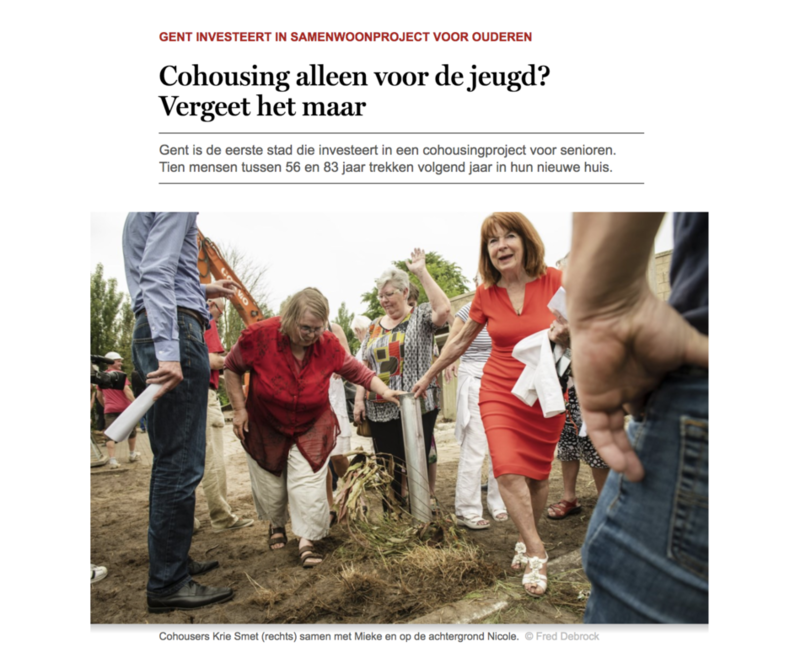 GENT INVESTEERT IN SAMENWOONPROJECT VOOR OUDEREN
Cohousing alleen voor de jeugd?
Vergeet het maar
Gent is de eerste stad die investeert in een cohousingproject voor senioren.
Tien mensen tussen 56 en 83 jaar trekken volgend jaar in hun nieuwe huis.
Cohousers Krie Smet (rechts) samen met Mieke en op de achtergrond Nicole. © Fred Debrock